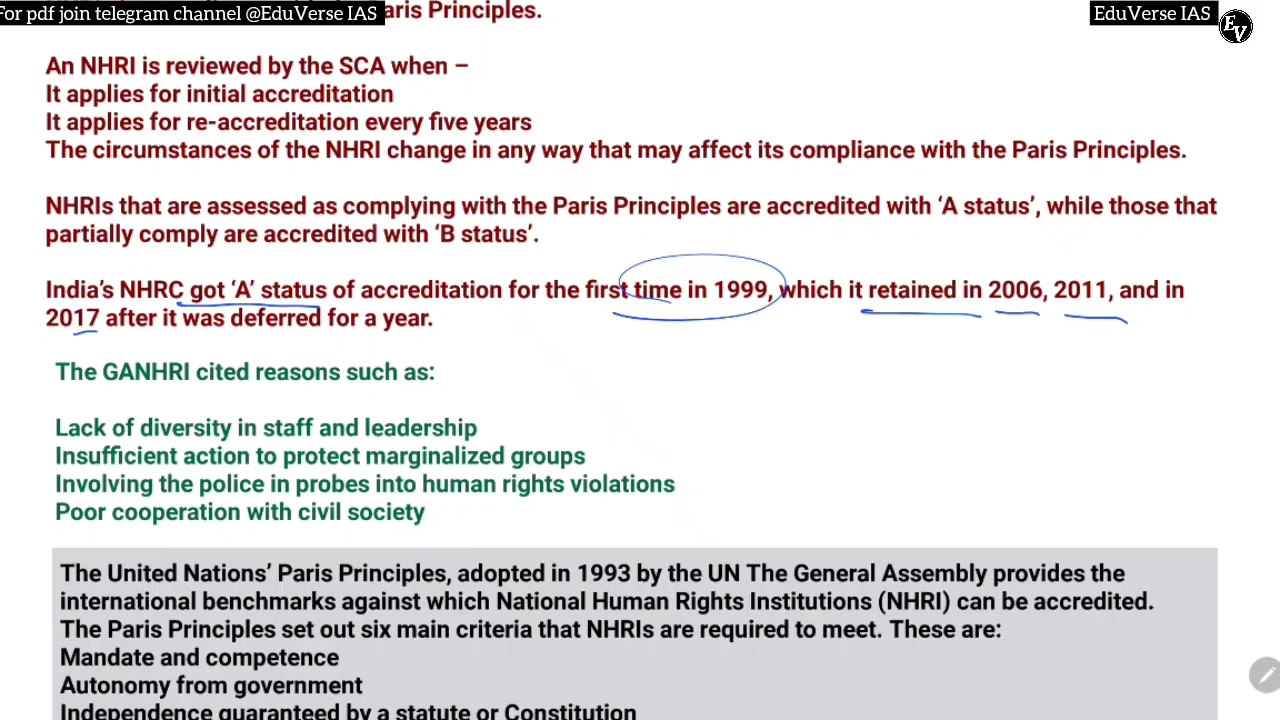 For pdf join telegram channel @EduVerse IAS
aris Principles.
EduVerse IAS
EV
An NHRI is reviewed by the SCA when –
It applies for initial accreditation
It applies for re-accreditation every five years
The circumstances of the NHRI change in any way that may affect its compliance with the Paris Principles.
NHRIs that are assessed as complying with the Paris Principles are accredited with ‘A status’, while those that
partially comply are accredited with ‘B status’.
India’s NHRC got ‘A’ status of accreditation for the first time in 1999, which it retained in 2006, 2011, and in
2017 after it was deferred for a year.
The GANHRI cited reasons such as:
Lack of diversity in staff and leadership
Insufficient action to protect marginalized groups
Involving the police in probes into human rights violations
Poor cooperation with civil society
The United Nations’ Paris Principles, adopted in 1993 by the UN The General Assembly provides the
international benchmarks against which National Human Rights Institutions (NHRI) can be accredited.
The Paris Principles set out six main criteria that NHRIs are required to meet. These are:
Mandate and competence
Autonomy from government
Independence guaranteed by a statute or Constitution